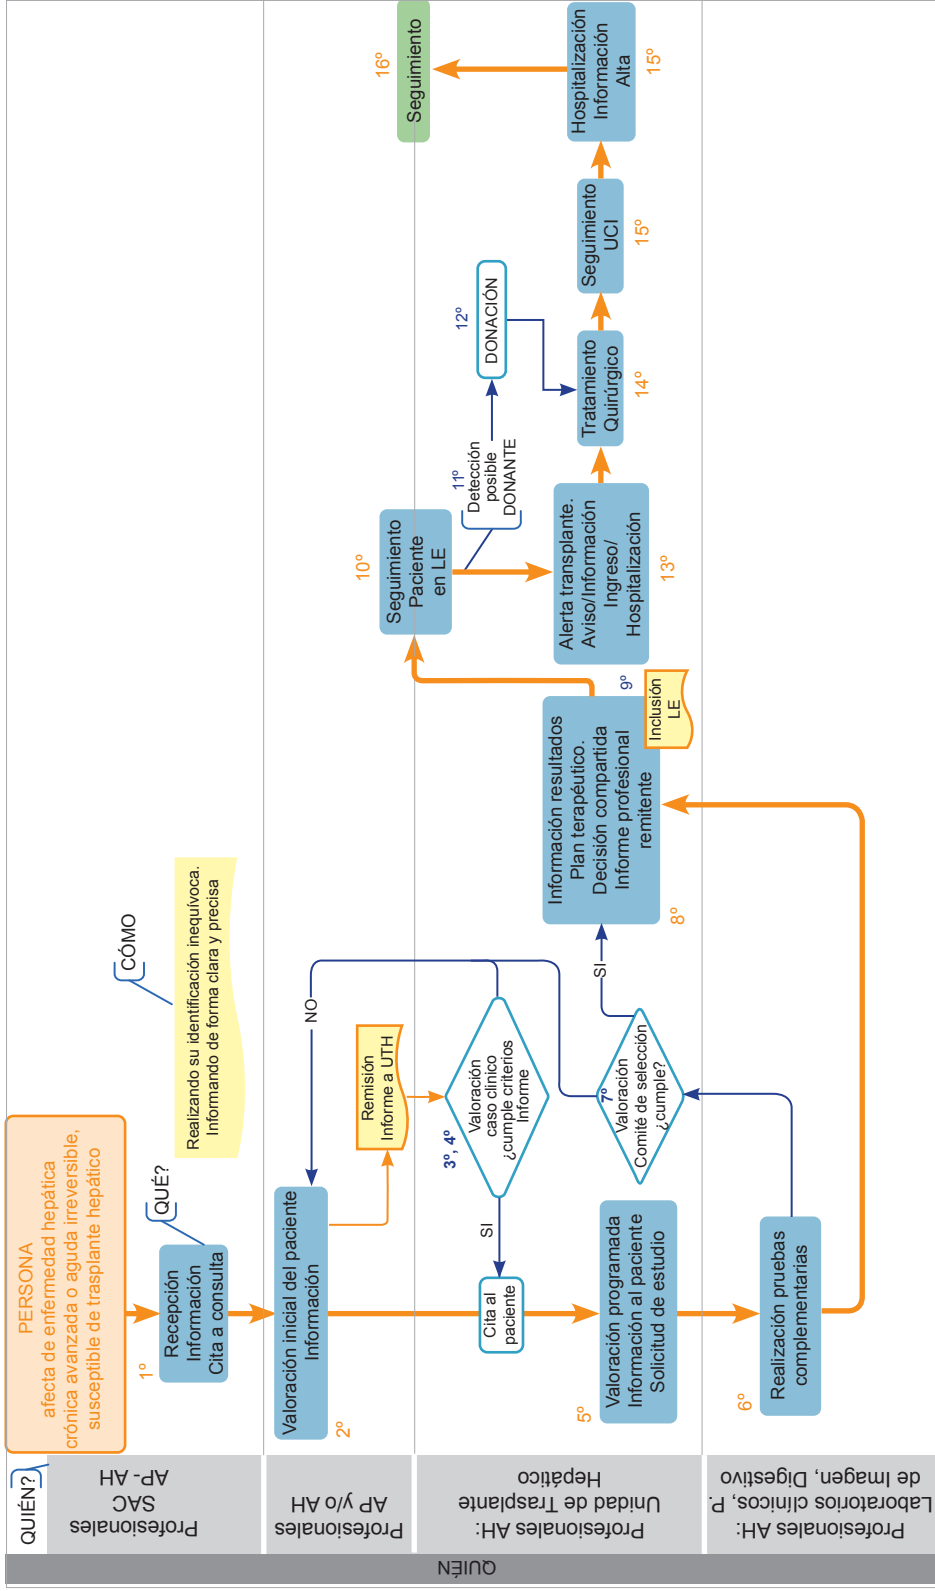 QUIÉN
QUIÉN?
Profesionales
SAC
AP- AH
Profesionales
AP y/o AH
Profesionales AH:
Unidad de Trasplante
Hepático
Profesionales AH:
Laboratorios clínicos, P.
de Imagen, Digestivo
PERSONA
afecta de enfermedad hepática
crónica avanzada o aguda irreversible,
susceptible de trasplante hepático
1º
Recepción
Información
Cita a consulta
QUÉ?
CÓMO
Realizando su identificación inequívoca.
Informando de forma clara y precisa
2º
Valoración inicial del paciente
Información
NO
Remisión
Informe a UTH
3º, 4º
Valoración
caso clínico
¿cumple criterios
Informe
SI
Cita al
paciente
5º
Valoración programada
Información al paciente
Solicitud de estudio
6º
Realización pruebas
complementarias
7º
Valoración
Comité de selección
¿cumple?
SI
8º
Información resultados
Plan terapéutico.
Decisión compartida
Informe profesional
remitente
9º
Inclusión
LE
10º
Seguimiento
Paciente
en LE
11º
Detección
posible
DONANTE
12º
DONACIÓN
13º
Alerta transplante.
Aviso/Información
Ingreso/
Hospitalización
14º
Tratamiento
Quirúrgico
15º
Seguimiento
UCI
15º
Hospitalización
Información
Alta
16º
Seguimiento